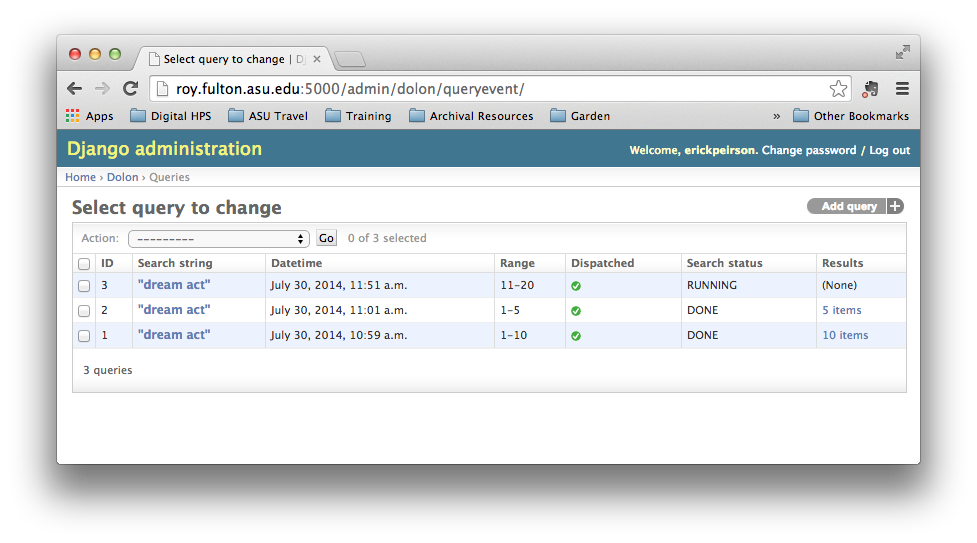 Select query to change | D
roy.fulton.asu.edu:5000/admin/dolon/queryevent/
Apps Digital HPS ASU Travel Training Archival Resources Garden » Other Bookmarks
Django administration Welcome, erickpeirson. Change password / Log out
Home › Dolon › Queries
Select query to change Add query +
Action: --------- Go 0 of 3 selected
ID Search string Datetime Range Dispatched Search status Results
3 "dream act" July 30, 2014, 11:51 a.m. 11-20 RUNNING (None)
2 "dream act" July 30, 2014, 11:01 a.m. 1-5 DONE 5 items
1 "dream act" July 30, 2014, 10:59 a.m. 1-10 DONE 10 items
3 queries